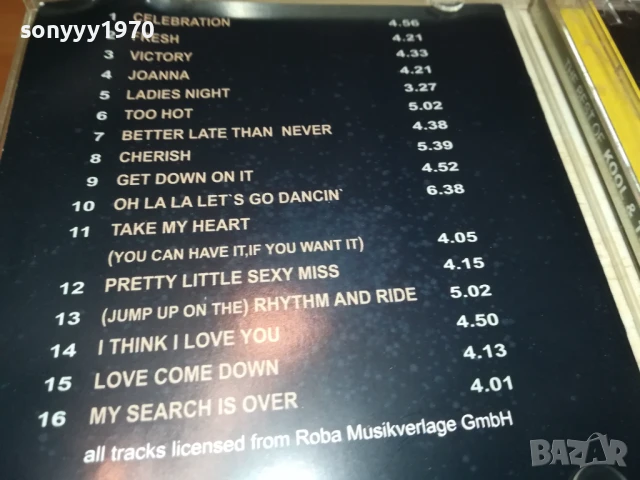 sonyyy1970
1 CELEBRATION 4.56
2 FRESH 4.21
3 VICTORY 4.33
4 JOANNA 4.21
5 LADIES NIGHT 3.27
6 TOO HOT 5.02
7 BETTER LATE THAN NEVER 4.38
8 CHERISH 5.39
9 GET DOWN ON IT 4.52
10 OH LA LA LET`S GO DANCIN` 6.38
11 TAKE MY HEART
(YOU CAN HAVE IT,IF YOU WANT IT) 4.05
12 PRETTY LITTLE SEXY MISS 4.15
13 (JUMP UP ON THE) RHYTHM AND RIDE 5.02
14 I THINK I LOVE YOU 4.50
15 LOVE COME DOWN 4.13
16 MY SEARCH IS OVER 4.01
all tracks licensed from Roba Musikverlage GmbH
THE BEST OF KOOL &
BAZAR